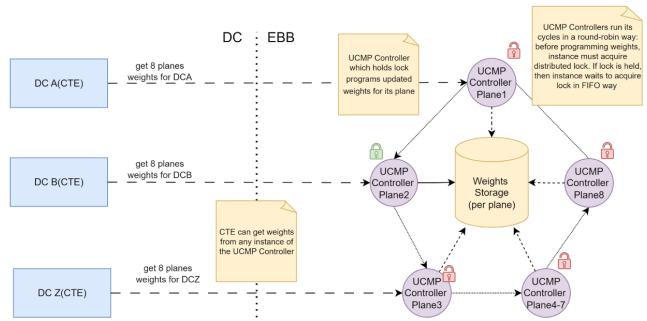 DC
EBB
DC A(CTE)
get 8 planes
weights for DCA
UCMP Controller
which holds lock
programs updated
weights for its plane
UCMP
Controller
Plane1
UCMP Controllers run its
cycles in a round-robin way:
before programming weights,
instance must acquire
distributed lock. If lock is held,
then instance waits to acquire
lock in FIFO way
DC B(CTE)
get 8 planes
weights for DCB
UCMP
Controller
Plane2
Weights
Storage
(per plane)
UCMP
Controller
Plane8
CTE can get weights
from any instance of
the UCMP Controller
DC Z(CTE)
get 8 planes
weights for DCZ
UCMP
Controller
Plane3
UCMP
Controller
Plane4-7